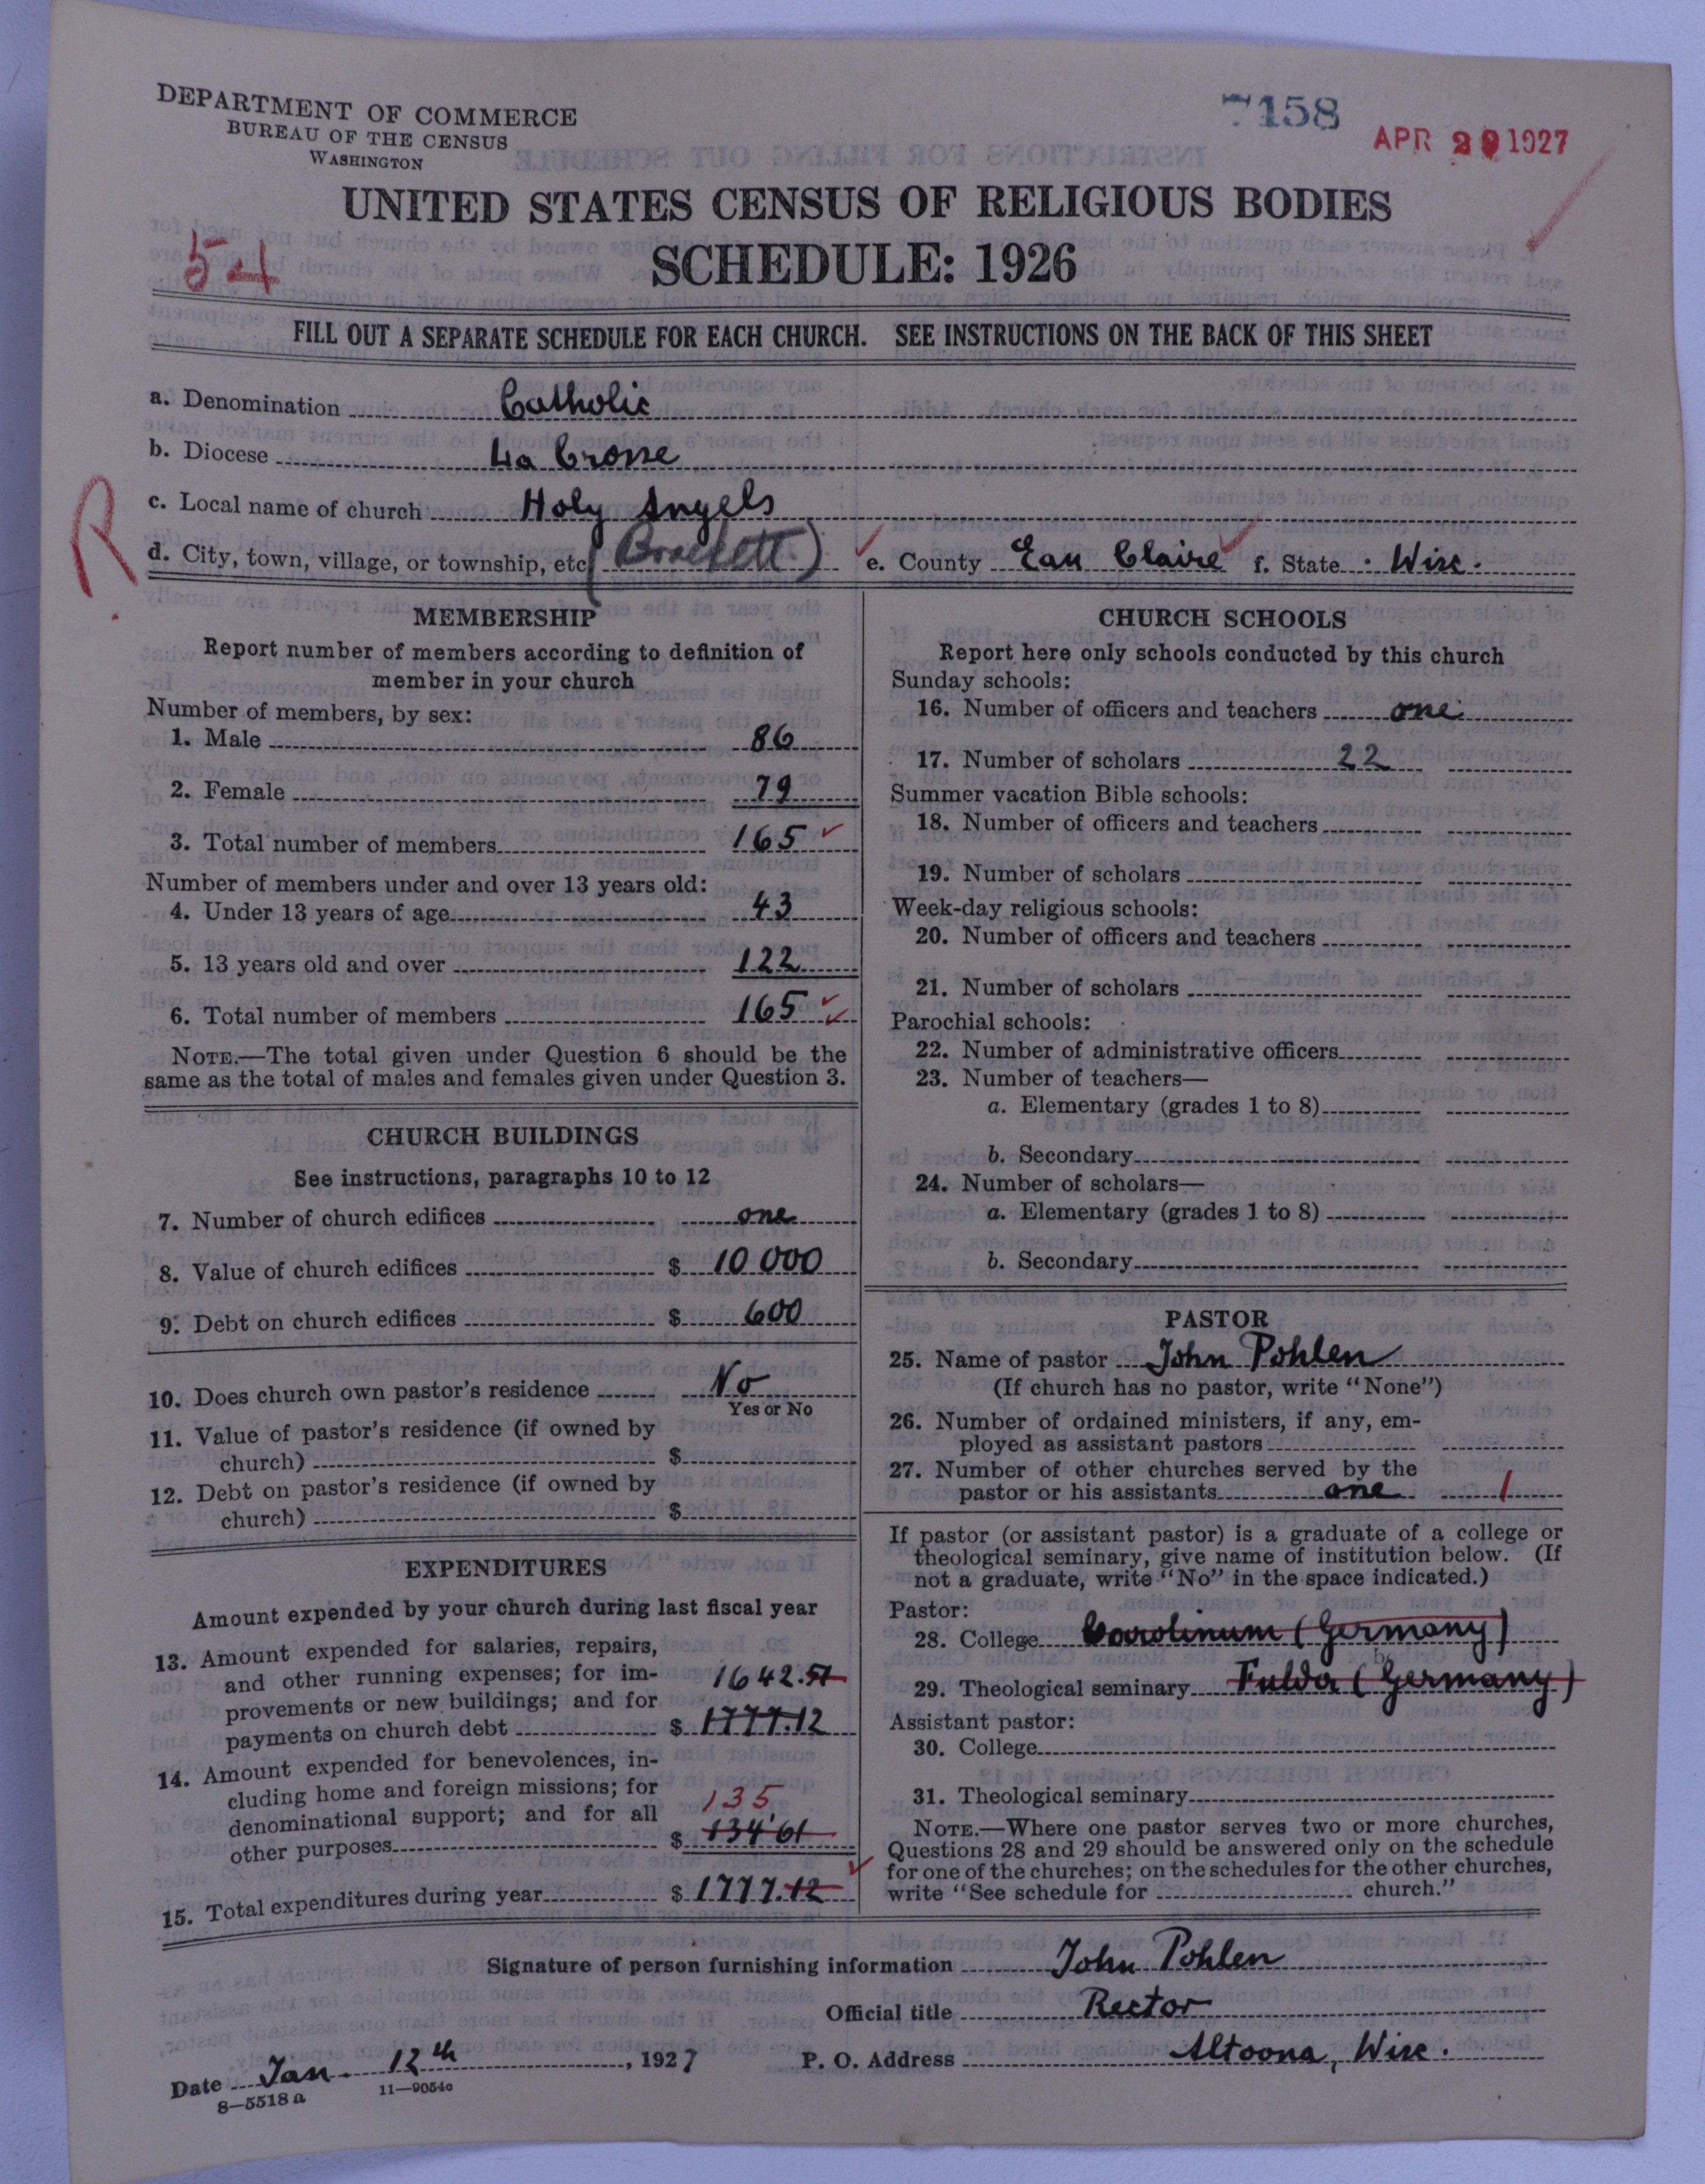 DEPARTMENT OF COMMERCE
BUREAU OF THE CENSUS
WASHINGTON
7158
APR 29 1927
UNITED STATES CENSUS OF RELIGIOUS BODIES
54
SCHEDULE: 1926
FILL OUT A SEPARATE SCHEDULE FOR EACH CHURCH. SEE INSTRUCTIONS ON THE BACK OF THIS SHEET
a. Denomination Catholic
b. Diocese La Crosse
c. Local name of church Holy Angels
R
d. City, town, village, or township, etc (Brackett) e. County Eau Claire f. State Wisc.
MEMBERSHIP
Report number of members according to definition of
member in your church
Number of members, by sex:
1. Male 86
2. Female 79
3. Total number of members 165
Number of members under and over 13 years old:
4. Under 13 years of age 43
5. 13 years old and over 122
6. Total number of members 165
NOTE.—The total given under Question 6 should be the
same as the total of males and females given under Question 3.
CHURCH BUILDINGS
See instructions, paragraphs 10 to 12
7. Number of church edifices one
8. Value of church edifices $ 10 000
9. Debt on church edifices $ 600
10. Does church own pastor's residence No
Yes or No
11. Value of pastor's residence (if owned by
church) $
12. Debt on pastor's residence (if owned by
church) $
EXPENDITURES
Amount expended by your church during last fiscal year
13. Amount expended for salaries, repairs,
and other running expenses; for im- 1642.51
provements or new buildings; and for
payments on church debt $ 1777.12
14. Amount expended for benevolences, in-
cluding home and foreign missions; for
denominational support; and for all 135
other purposes $ 134.61
15. Total expenditures during year $ 1777.12
CHURCH SCHOOLS
Report here only schools conducted by this church
Sunday schools:
16. Number of officers and teachers one
17. Number of scholars 22
Summer vacation Bible schools:
18. Number of officers and teachers
19. Number of scholars
Week-day religious schools:
20. Number of officers and teachers
21. Number of scholars
Parochial schools:
22. Number of administrative officers
23. Number of teachers—
a. Elementary (grades 1 to 8)
b. Secondary
24. Number of scholars—
a. Elementary (grades 1 to 8)
b. Secondary
PASTOR
25. Name of pastor John Pohlen
(If church has no pastor, write "None")
26. Number of ordained ministers, if any, em-
ployed as assistant pastors
27. Number of other churches served by the
pastor or his assistants one 1
If pastor (or assistant pastor) is a graduate of a college or
theological seminary, give name of institution below. (If
not a graduate, write "No" in the space indicated.)
Pastor:
28. College Carolinum (Germany)
29. Theological seminary Fulda (Germany)
Assistant pastor:
30. College
31. Theological seminary
NOTE.—Where one pastor serves two or more churches,
Questions 28 and 29 should be answered only on the schedule
for one of the churches; on the schedules for the other churches,
write "See schedule for church."
Signature of person furnishing information John Pohlen
Official title Rector
Date Jan. 12th, 1927 P. O. Address Altoona, Wisc.
8—5518 a 11—9054o